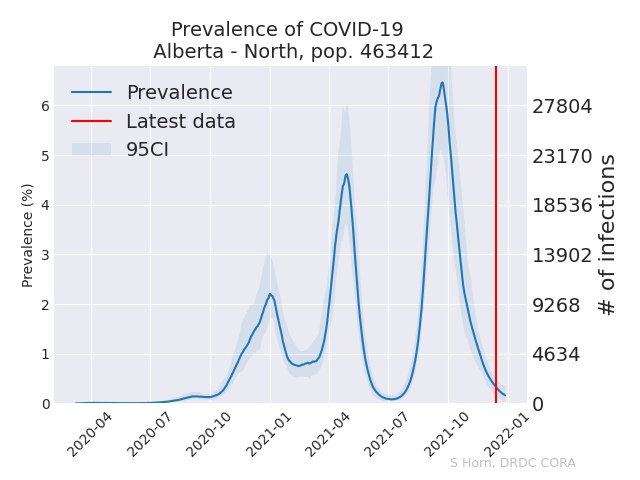 Prevalence of COVID-19
Alberta - North, pop. 463412
Prevalence
Latest data
95CI
Prevalence (%)
6
5
4
3
2
1
0
27804
23170
18536
13902
9268
4634
0
# of infections
2020-04
2020-07
2020-10
2021-01
2021-04
2021-07
2021-10
2022-01
S Horn, DRDC CORA